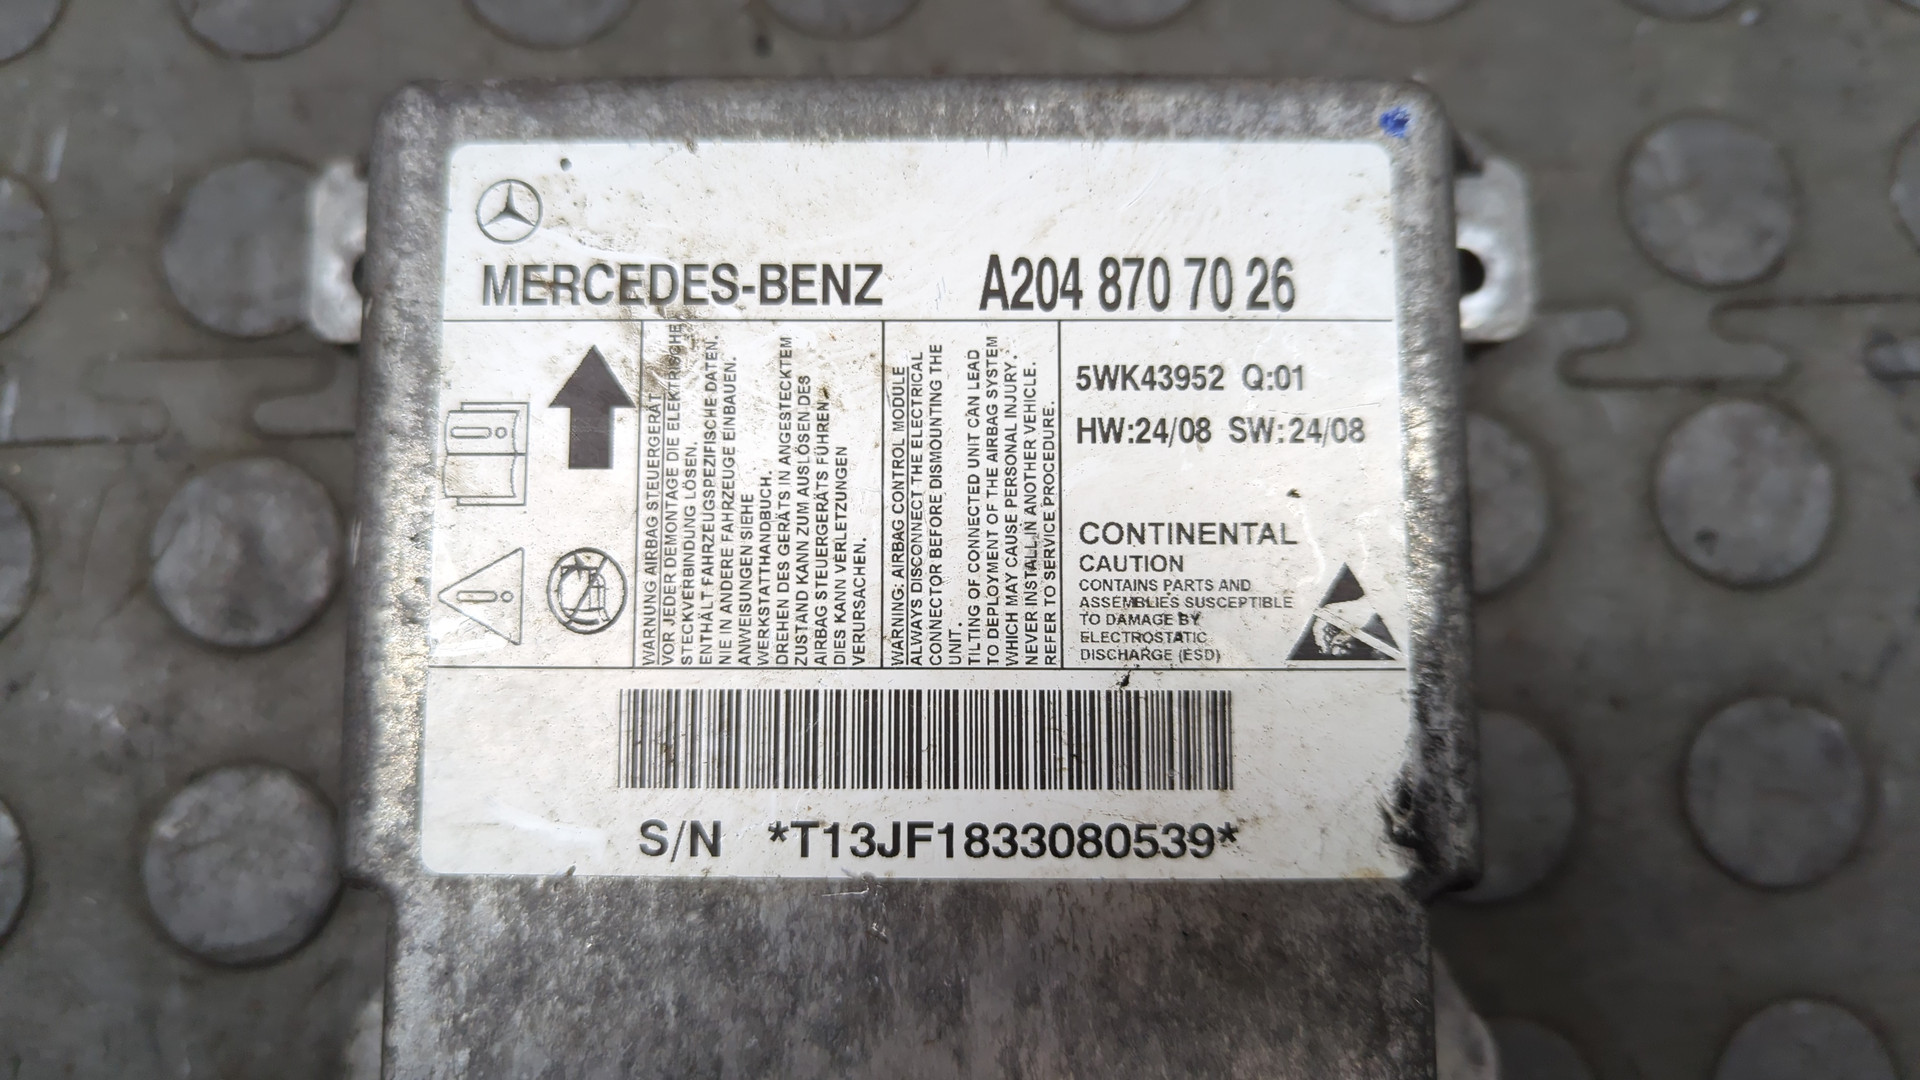 MERCEDES-BENZ A204 870 70 26
WARNUNG AIRBAG STEUERGERÄT
VOR JEDER DEMONTAGE DIE ELEKTRISCHE
STECKVERBINDUNG LÖSEN.
ENTHÄLT FAHRZEUGSPEZIFISCHE DATEN.
NIE IN ANDERE FAHRZEUGE EINBAUEN.
ANWEISUNGEN SIEHE
WERKSTATTHANDBUCH.
DREHEN DES GERÄTS IN ANGESTECKTEM
ZUSTAND KANN ZUM AUSLÖSEN DES
AIRBAG STEUERGERÄTS FÜHREN.
DIES KANN VERLETZUNGEN
VERURSACHEN.
WARNING: AIRBAG CONTROL MODULE
ALWAYS DISCONNECT THE ELECTRICAL
CONNECTOR BEFORE DISMOUNTING THE
UNIT.
TILTING OF CONNECTED UNIT CAN LEAD
TO DEPLOYMENT OF THE AIRBAG SYSTEM
WHICH MAY CAUSE PERSONAL INJURY.
NEVER INSTALL IN ANOTHER VEHICLE.
REFER TO SERVICE PROCEDURE.
5WK43952 Q:01
HW:24/08 SW:24/08
CONTINENTAL
CAUTION
CONTAINS PARTS AND
ASSEMBLIES SUSCEPTIBLE
TO DAMAGE BY
ELECTROSTATIC
DISCHARGE (ESD)
S/N *T13JF1833080539*